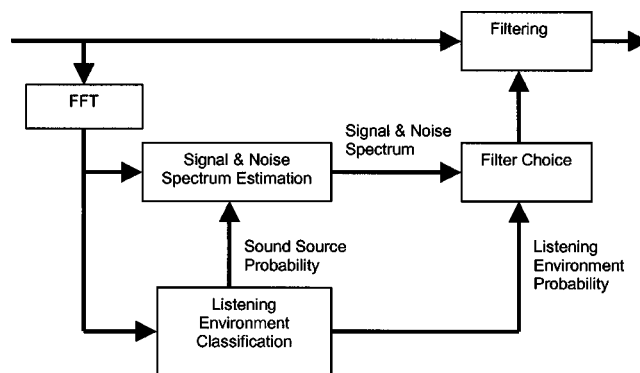 Filtering
FFT
Signal & Noise
Spectrum
Signal & Noise
Spectrum Estimation
Filter Choice
Sound Source
Probability
Listening
Environment
Probability
Listening
Environment
Classification